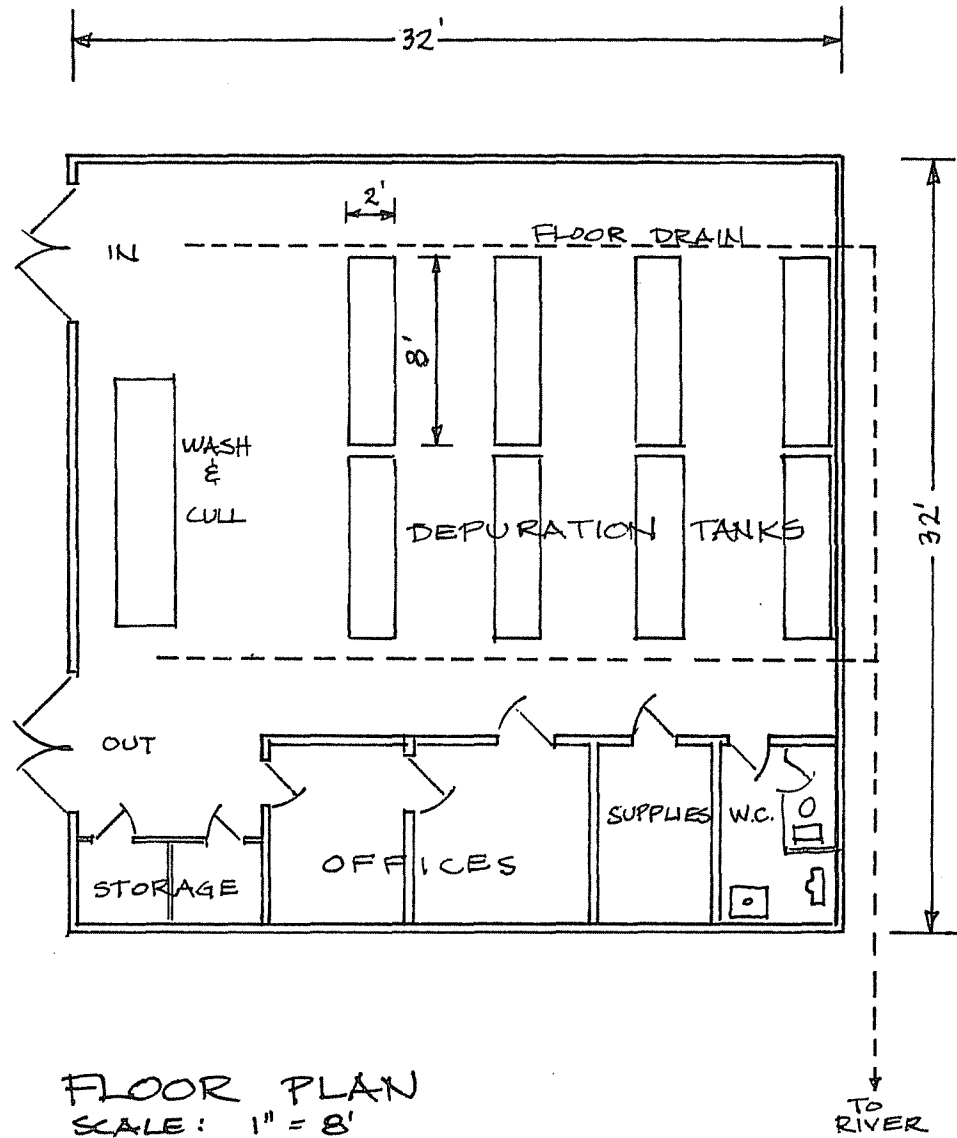 32'
2'
FLOOR DRAIN
IN
8'
WASH
&
CULL
DEPURATION TANKS
32'
OUT
SUPPLIES
W.C.
OFFICES
STORAGE
FLOOR PLAN
SCALE: 1" = 8'
TO
RIVER